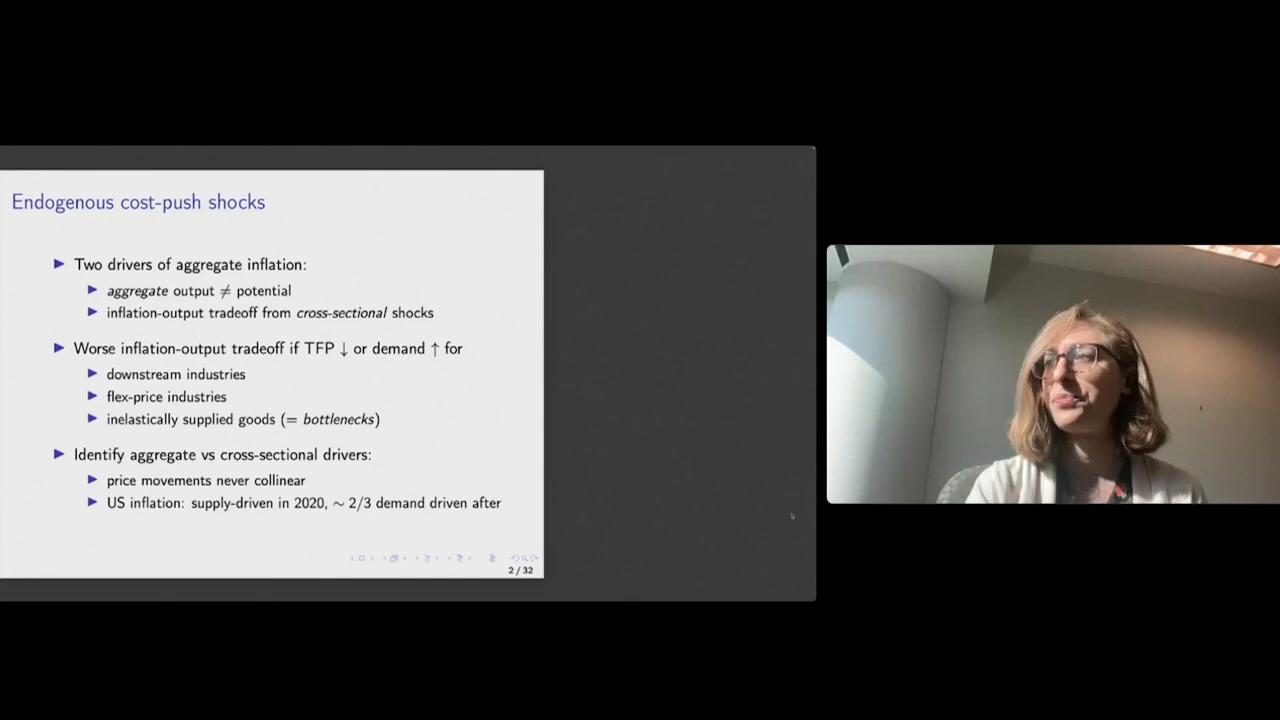 Endogenous cost-push shocks
▶ Two drivers of aggregate inflation:
▶ aggregate output ≠ potential
▶ inflation-output tradeoff from cross-sectional shocks
▶ Worse inflation-output tradeoff if TFP ↓ or demand ↑ for
▶ downstream industries
▶ flex-price industries
▶ inelastically supplied goods (= bottlenecks)
▶ Identify aggregate vs cross-sectional drivers:
▶ price movements never collinear
▶ US inflation: supply-driven in 2020, ∼ 2/3 demand driven after
2 / 32